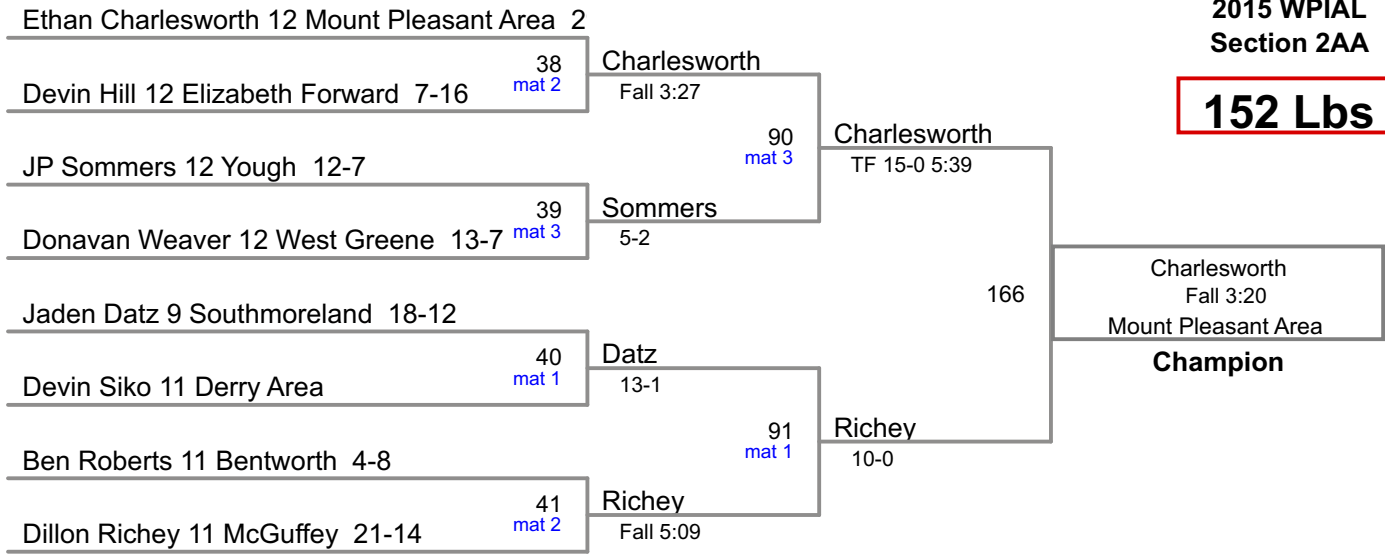 Ethan Charlesworth 12 Mount Pleasant Area 2
2015 WPIAL
Section 2AA
152 Lbs
38
mat 2
Charlesworth
Fall 3:27
Devin Hill 12 Elizabeth Forward 7-16
90
mat 3
Charlesworth
TF 15-0 5:39
JP Sommers 12 Yough 12-7
39
mat 3
Sommers
5-2
Donavan Weaver 12 West Greene 13-7
166
Charlesworth
Fall 3:20
Mount Pleasant Area
Champion
Jaden Datz 9 Southmoreland 18-12
40
mat 1
Datz
13-1
Devin Siko 11 Derry Area
91
mat 1
Richey
10-0
Ben Roberts 11 Bentworth 4-8
41
mat 2
Richey
Fall 5:09
Dillon Richey 11 McGuffey 21-14